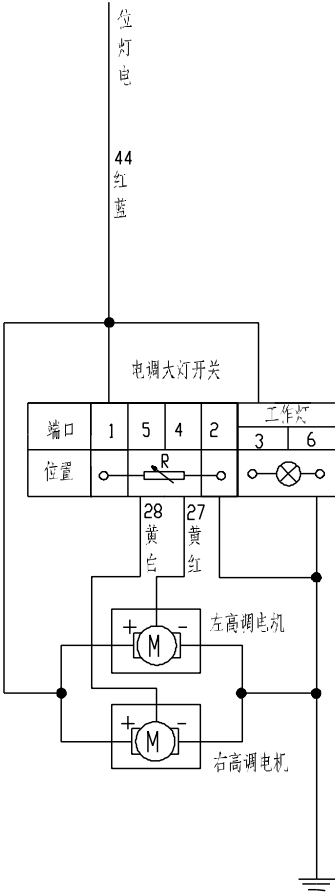 位灯电
44
红蓝
电调大灯开关
端口 1 5 4 2 工作灯
3 6
位置 R
28 27
黄白 黄红
+ M - 左高调电机
+ M -
右高调电机